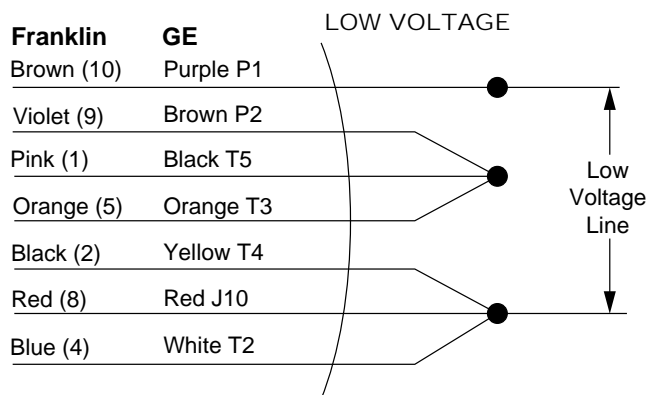 LOW VOLTAGE
Franklin GE
Brown (10) Purple P1
Violet (9) Brown P2
Pink (1) Black T5
Orange (5) Orange T3
Black (2) Yellow T4
Red (8) Red J10
Blue (4) White T2
Low
Voltage
Line